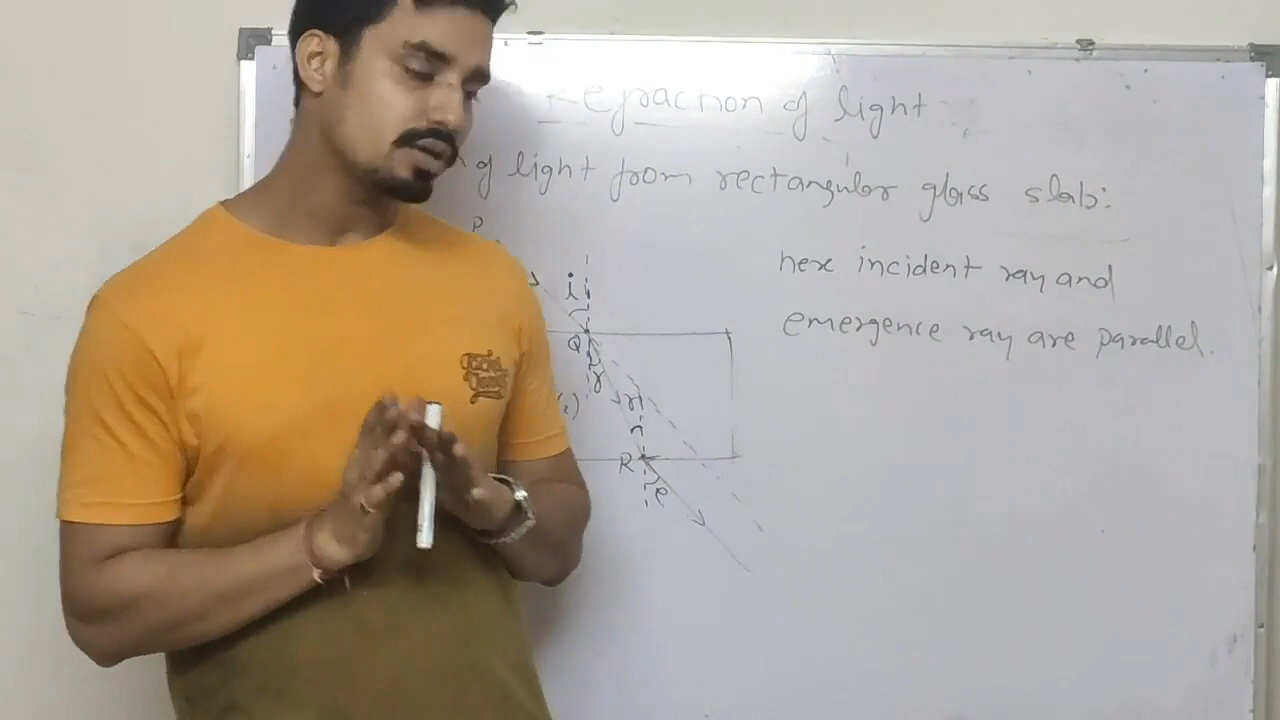 Refraction of light
of light from rectangular glass slab:
P
here incident ray and
i
emergence ray are parallel.
Q
r
R
e